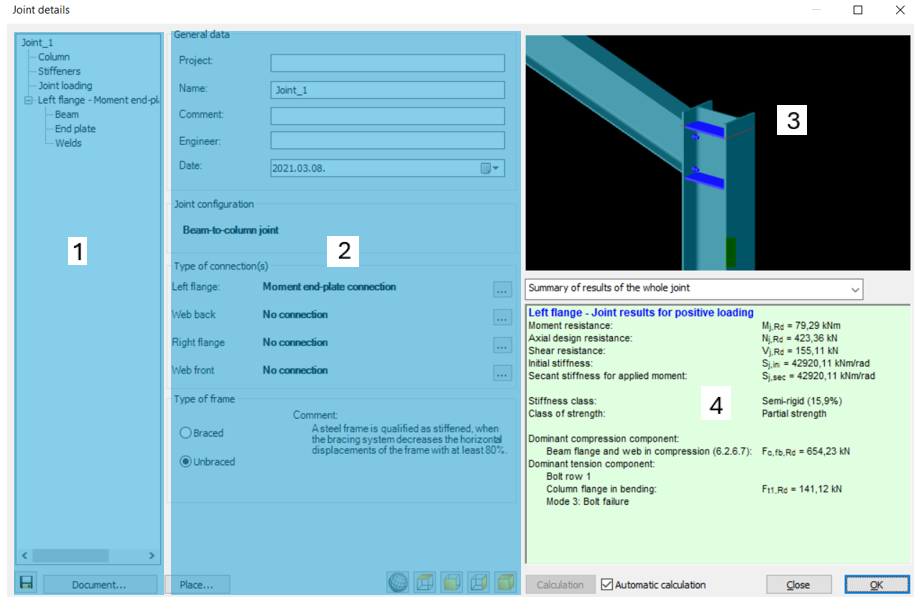 Joint details
Joint_1
Column
Stiffeners
Joint loading
Left flange - Moment end-pl
Beam
End plate
Welds
1
Document...
General data
Project:
Name: Joint_1
Comment:
Engineer:
Date: 2021.03.08.
Joint configuration
Beam-to-column joint
2
Type of connection(s)
Left flange: Moment end-plate connection ...
Web back No connection ...
Right flange No connection ...
Web front No connection ...
Type of frame
Braced
Unbraced
Comment:
A steel frame is qualified as stiffened, when
the bracing system decreases the horizontal
displacements of the frame with at least 80%.
Place...
3
Summary of results of the whole joint
Left flange - Joint results for positive loading
Moment resistance: Mj,Rd = 79,29 kNm
Axial design resistance: Nj,Rd = 423,36 kN
Shear resistance: Vj,Rd = 155,11 kN
Initial stiffness: Sj,ini = 42920,11 kNm/rad
Secant stiffness for applied moment: Sj,sec = 42920,11 kNm/rad
Stiffness class: Semi-rigid (15,9%)
Class of strength: Partial strength
4
Dominant compression component:
Beam flange and web in compression (6.2.6.7): Fc,fb,Rd = 654,23 kN
Dominant tension component:
Bolt row 1
Column flange in bending: Ft1,Rd = 141,12 kN
Mode 3: Bolt failure
Calculation
Automatic calculation
Close
OK